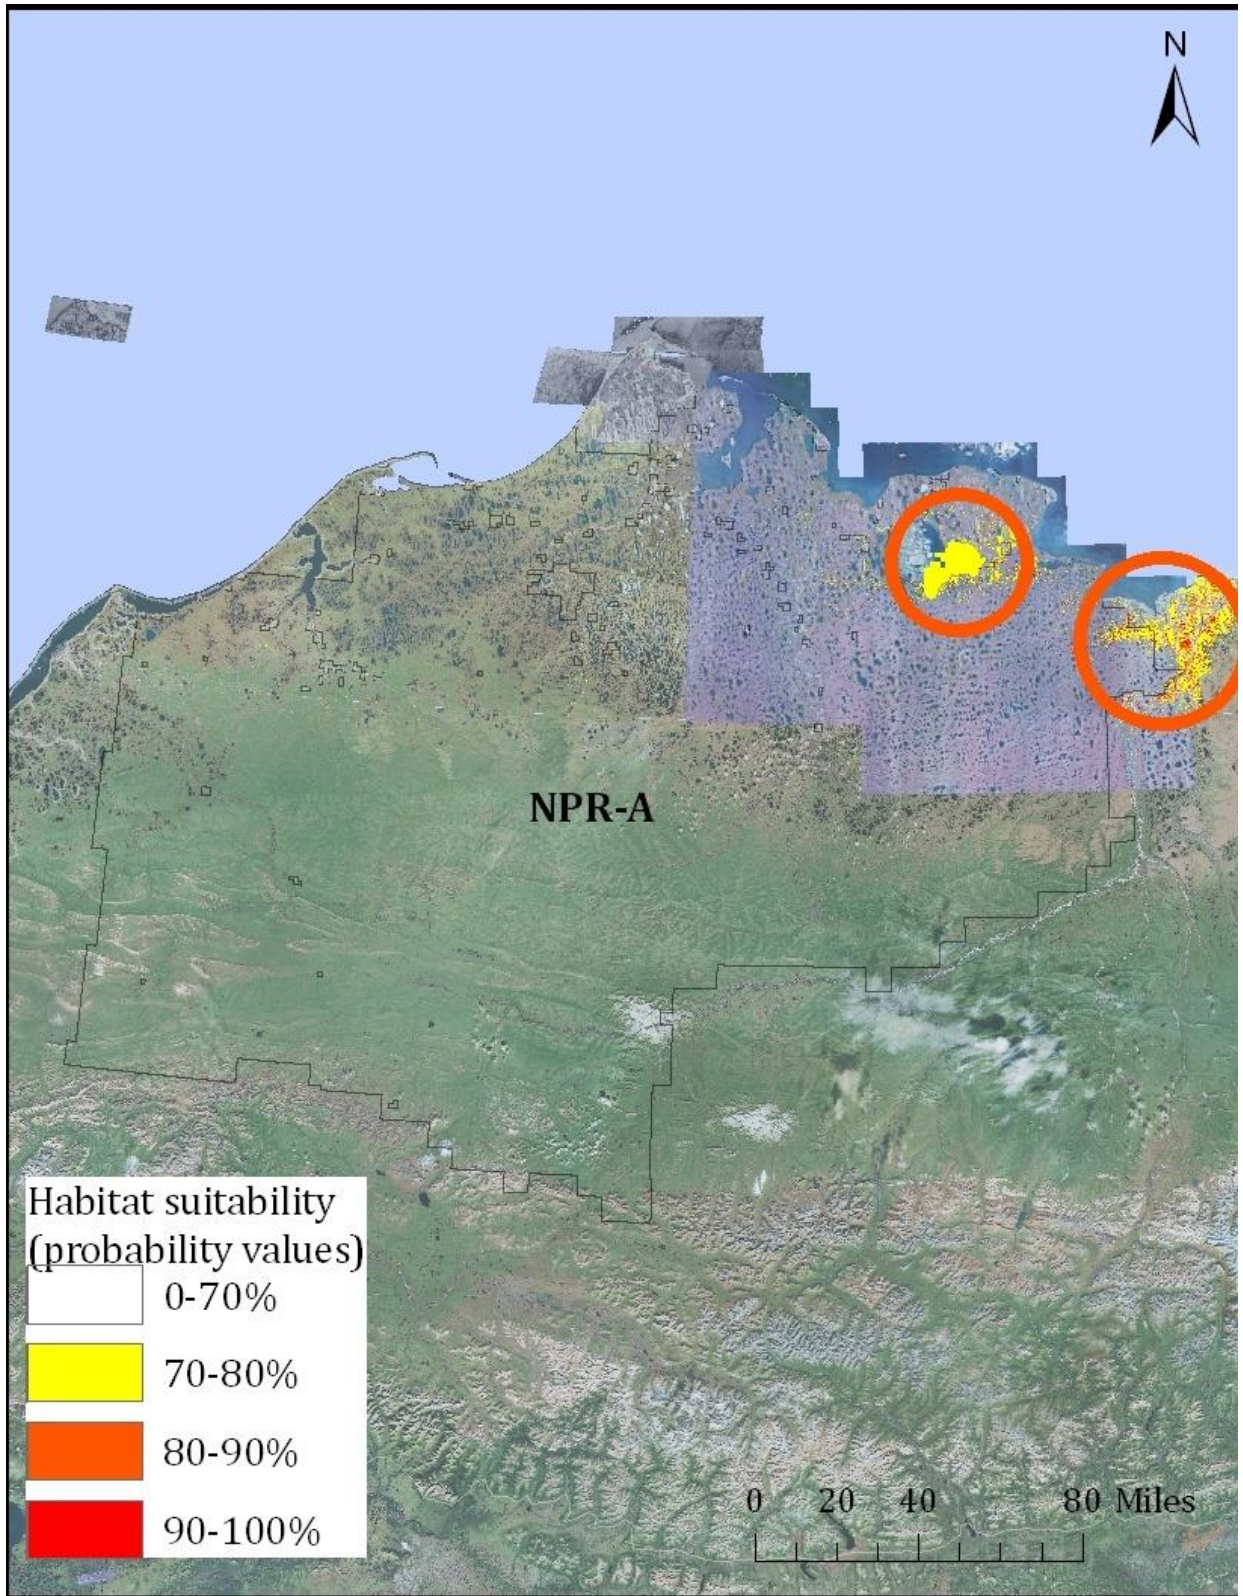 N
NPR-A
Habitat suitability
(probability values)
0-70%
70-80%
80-90%
90-100%
0 20 40 80 Miles